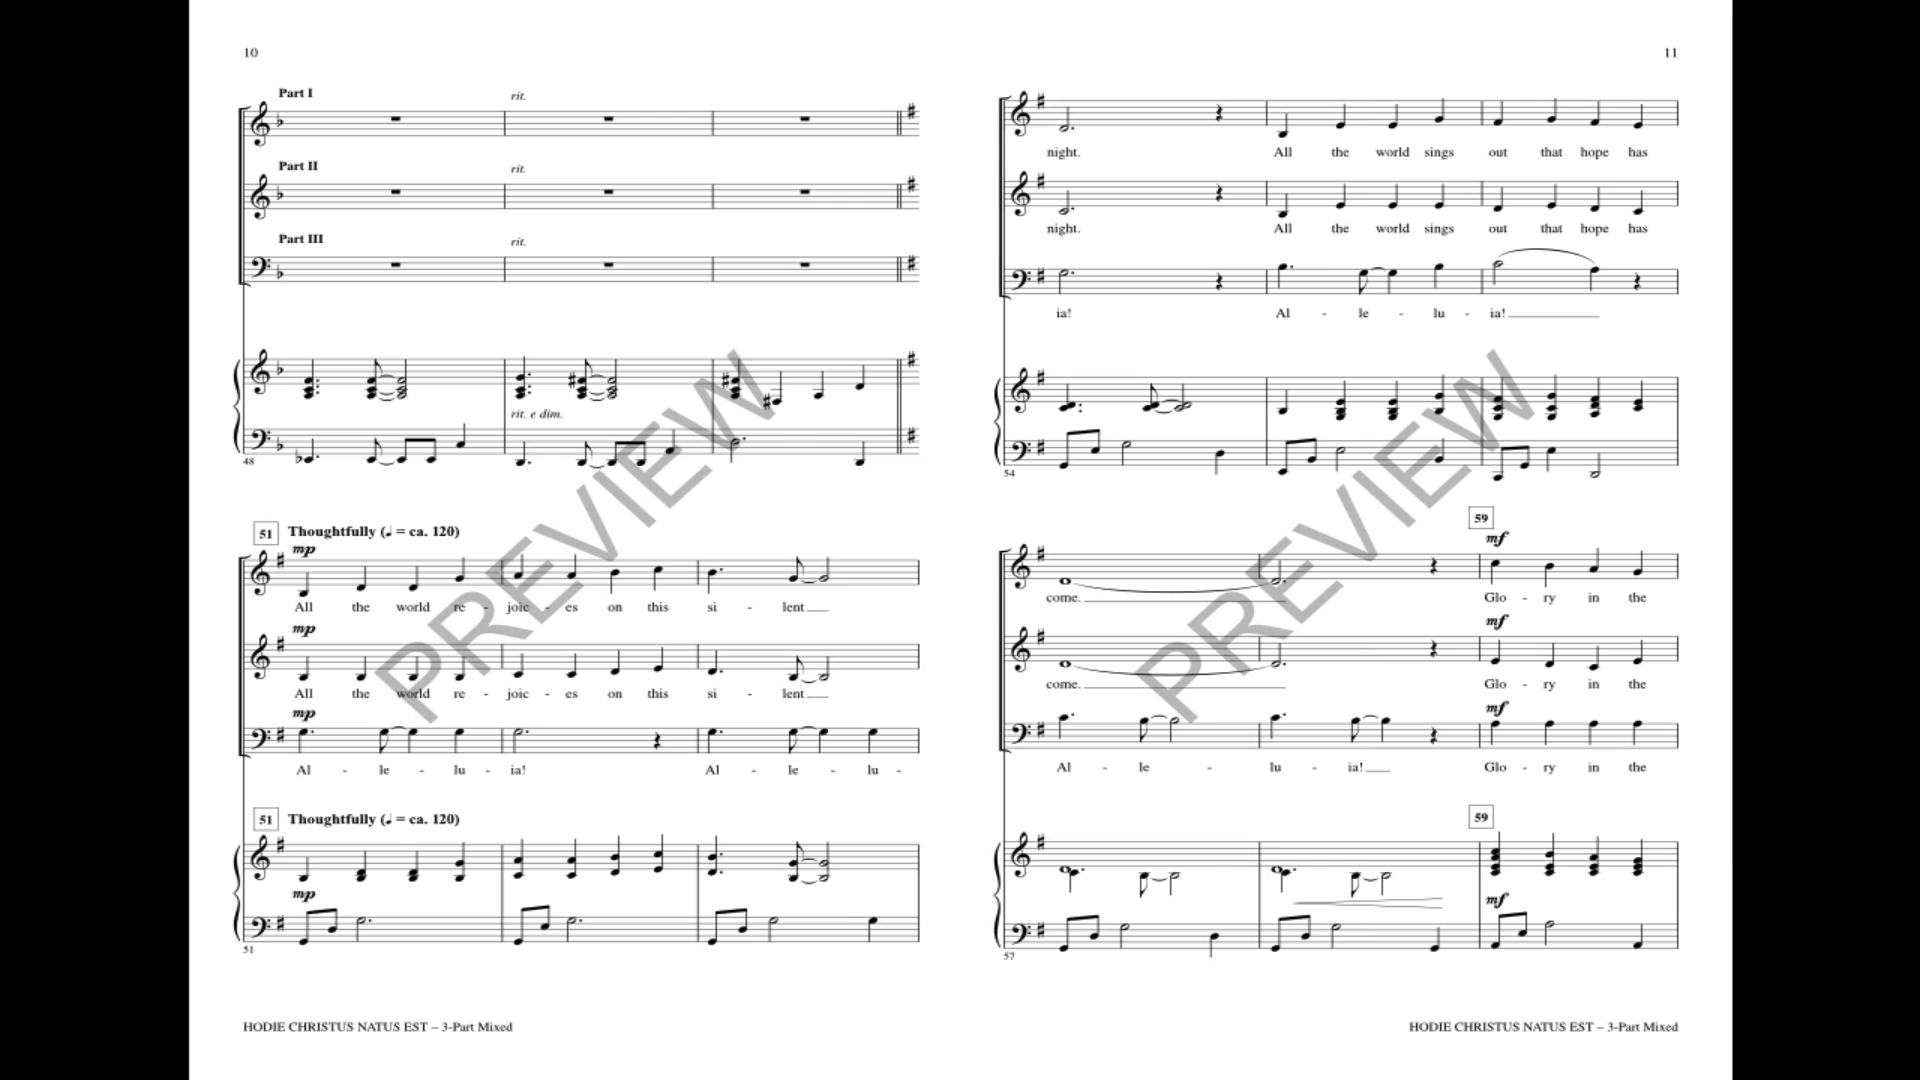 10
Part I
rit.
Part II
rit.
Part III
rit.
rit. e dim.
48
51 Thoughtfully (♩ = ca. 120)
mp
All the world re - joic - es on this si - lent
mp
All the world re - joic - es on this si - lent
mp
Al - le - lu - ia! Al - le - lu -
51 Thoughtfully (♩ = ca. 120)
mp
51
PREVIEW
HODIE CHRISTUS NATUS EST – 3-Part Mixed
11
night. All the world sings out that hope has
night. All the world sings out that hope has
ia! Al - le - lu - ia!
54
59
mf
come. Glo - ry in the
mf
come. Glo - ry in the
mf
Al - le - lu - ia! Glo - ry in the
59
mf
57
PREVIEW
HODIE CHRISTUS NATUS EST – 3-Part Mixed